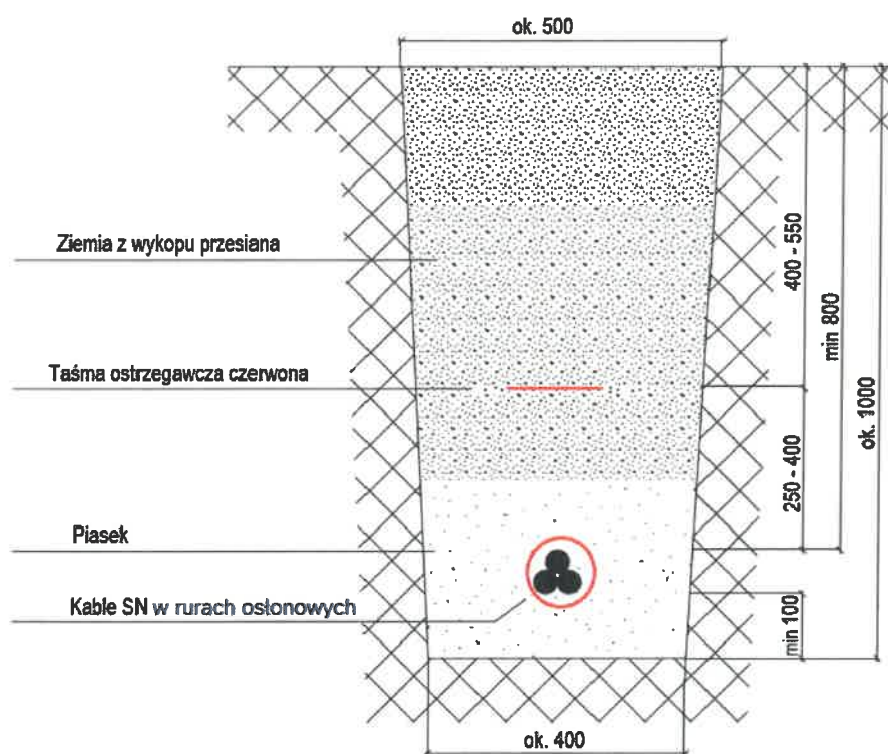 ok. 500
Ziemia z wykopu przesiana
Taśma ostrzegawcza czerwona
Piasek
Kable SN w rurach osłonowych
400 - 550
min 800
ok. 1000
250 - 400
min 100
ok. 400